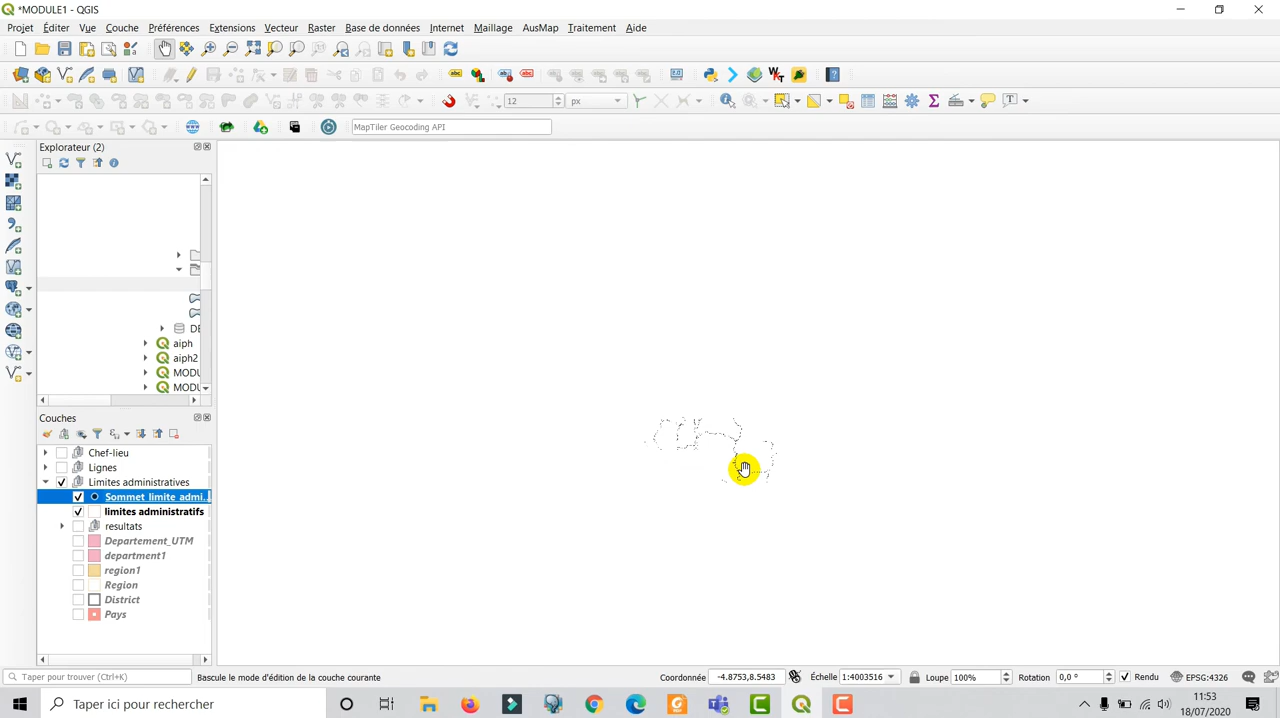 *MODULE1 - QGIS
Projet Éditer Vue Couche Préférences Extensions Vecteur Raster Base de données Internet Maillage AusMap Traitement Aide
12 px
MapTiler Geocoding API
Explorateur (2)
DE
aiph
aiph2
MODU
MODU
Couches
Chef-lieu
Lignes
Limites administratives
Sommet limite admi...
limites administratifs
resultats
Departement_UTM
department1
region1
Region
District
Pays
Taper pour trouver (Ctrl+K) Bascule le mode d'édition de la couche courante Coordonnée -4.8753,8.5483 Échelle 1:4003516 Loupe 100% Rotation 0,0 ° Rendu EPSG:4326
Taper ici pour rechercher
11:53
18/07/2020